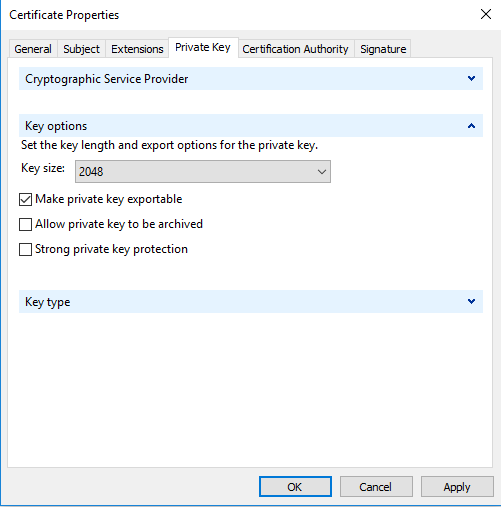 Certificate Properties
General Subject Extensions Private Key Certification Authority Signature
Cryptographic Service Provider
Key options
Set the key length and export options for the private key.
Key size: 2048
Make private key exportable
Allow private key to be archived
Strong private key protection
Key type
OK Cancel Apply